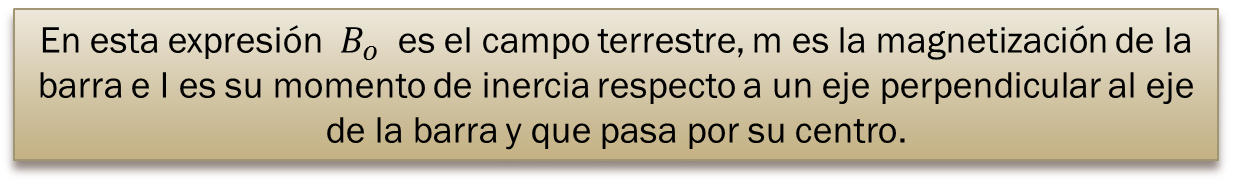 En esta expresión B_o es el campo terrestre, m es la magnetización de la
barra e I es su momento de inercia respecto a un eje perpendicular al eje
de la barra y que pasa por su centro.